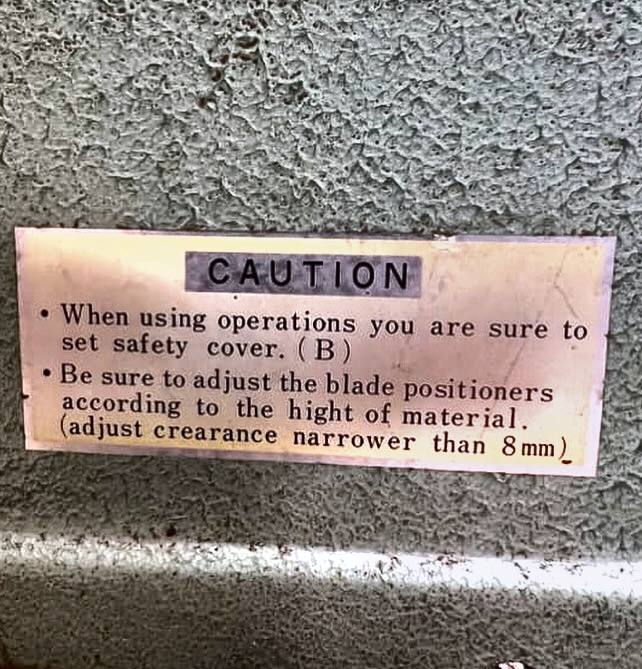 CAUTION
• When using operations you are sure to
set safety cover. (B)
• Be sure to adjust the blade positioners
according to the hight of material.
(adjust crearance narrower than 8mm)